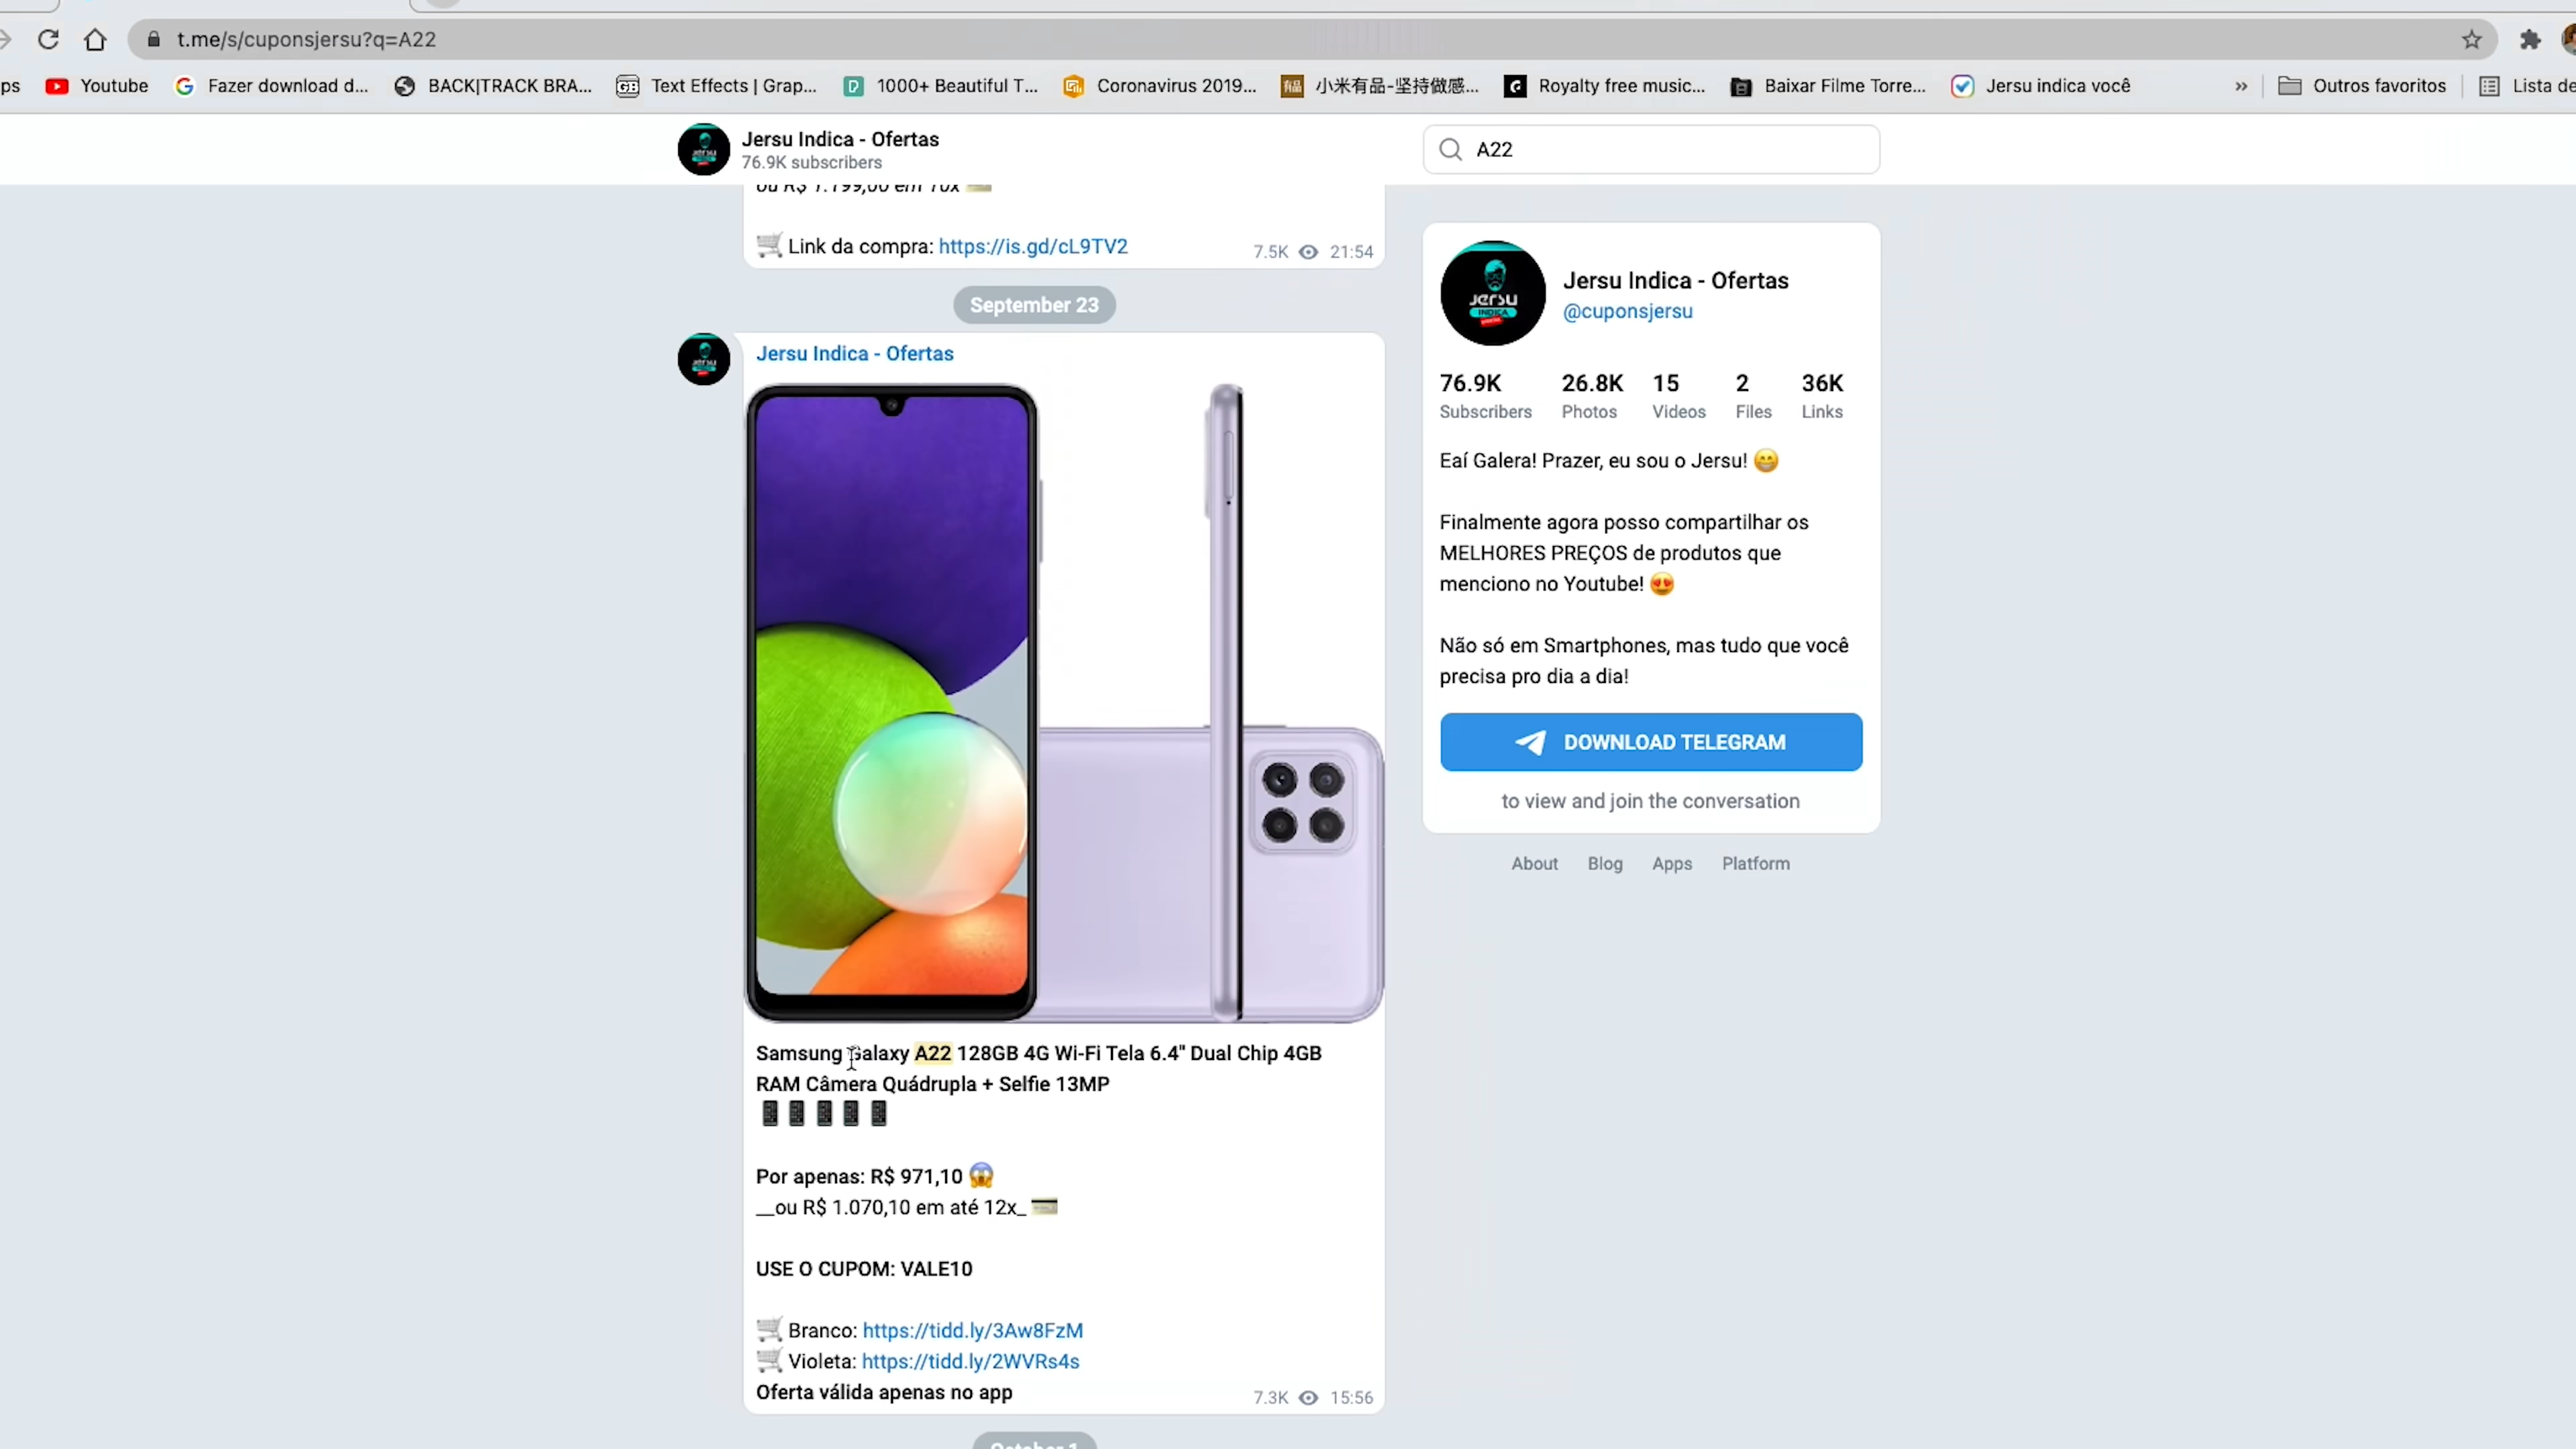 t.me/s/cuponsjersu?q=A22
ps Youtube Fazer download d... BACK|TRACK BRA... Text Effects | Grap... 1000+ Beautiful T... Coronavirus 2019... 小米有品-坚持做感... Royalty free music... Baixar Filme Torre... Jersu indica você » Outros favoritos Lista de
Jersu Indica - Ofertas
76.9K subscribers
A22
ou R$ 1.199,00 em 10x
Link da compra: https://is.gd/cL9TV2
7.5K 21:54
September 23
Jersu Indica - Ofertas
Samsung Galaxy A22 128GB 4G Wi-Fi Tela 6.4" Dual Chip 4GB
RAM Câmera Quádrupla + Selfie 13MP
Por apenas: R$ 971,10 😱
__ou R$ 1.070,10 em até 12x_
USE O CUPOM: VALE10
Branco: https://tidd.ly/3Aw8FzM
Violeta: https://tidd.ly/2WVRs4s
Oferta válida apenas no app
7.3K 15:56
October 1
JERSU
INDICA
Jersu Indica - Ofertas
@cuponsjersu
76.9K 26.8K 15 2 36K
Subscribers Photos Videos Files Links
Eaí Galera! Prazer, eu sou o Jersu! 😁
Finalmente agora posso compartilhar os
MELHORES PREÇOS de produtos que
menciono no Youtube! 😍
Não só em Smartphones, mas tudo que você
precisa pro dia a dia!
DOWNLOAD TELEGRAM
to view and join the conversation
About Blog Apps Platform